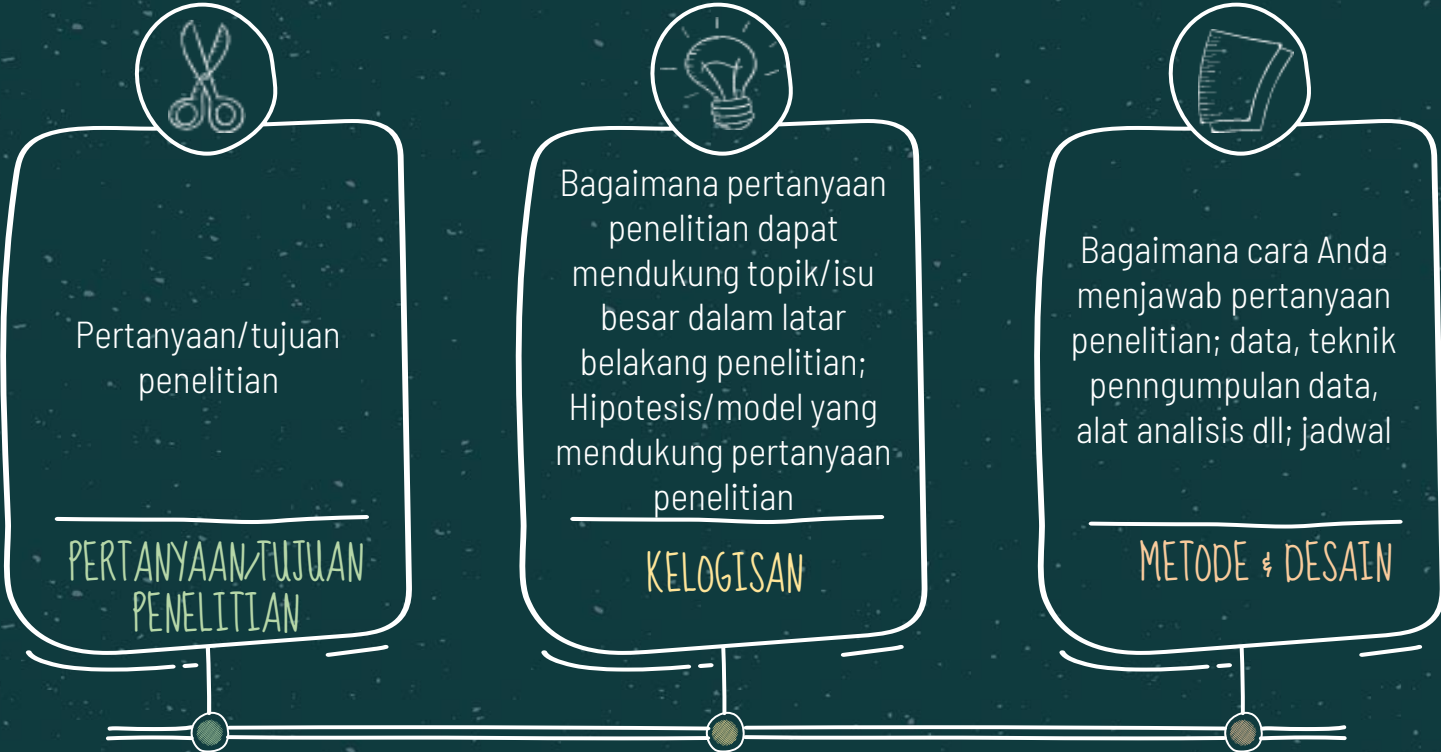 Pertanyaan/tujuan
penelitian
PERTANYAAN/TUJUAN
PENELITIAN
Bagaimana pertanyaan
penelitian dapat
mendukung topik/isu
besar dalam latar
belakang penelitian;
Hipotesis/model yang
mendukung pertanyaan
penelitian
KELOGISAN
Bagaimana cara Anda
menjawab pertanyaan
penelitian; data, teknik
penngumpulan data,
alat analisis dll; jadwal
METODE & DESAIN